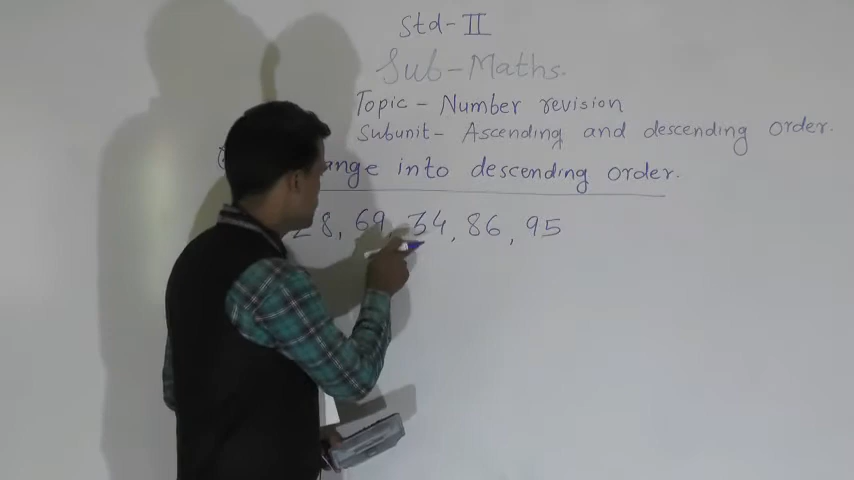 Std-II
Sub-Maths.
Topic - Number revision
Subunit- Ascending and descending order.
into descending order.
28, 69, 34, 86, 95